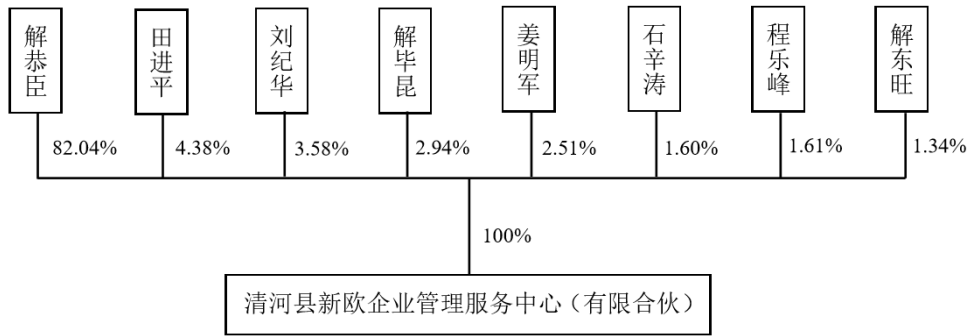 解恭臣
田进平
刘纪华
解毕昆
姜明军
石辛涛
程乐峰
解东旺
82.04%
4.38%
3.58%
2.94%
2.51%
1.60%
1.61%
1.34%
100%
清河县新欧企业管理服务中心（有限合伙）